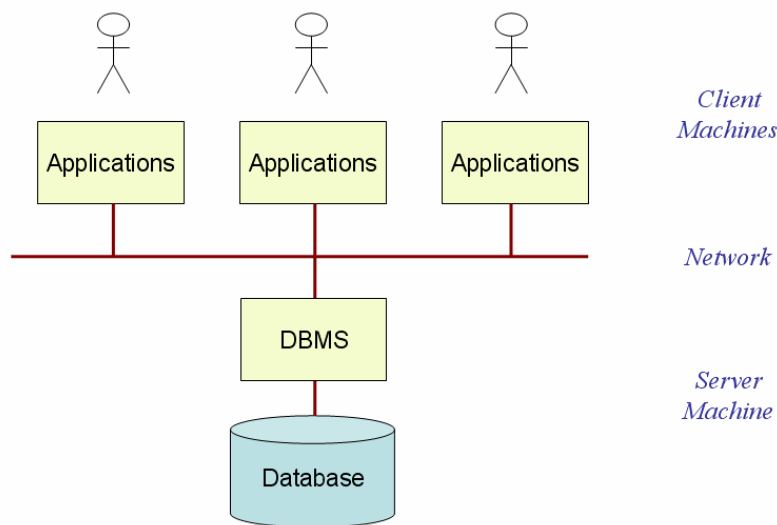 Client
Machines
Applications
Applications
Applications
Network
DBMS
Server
Machine
Database